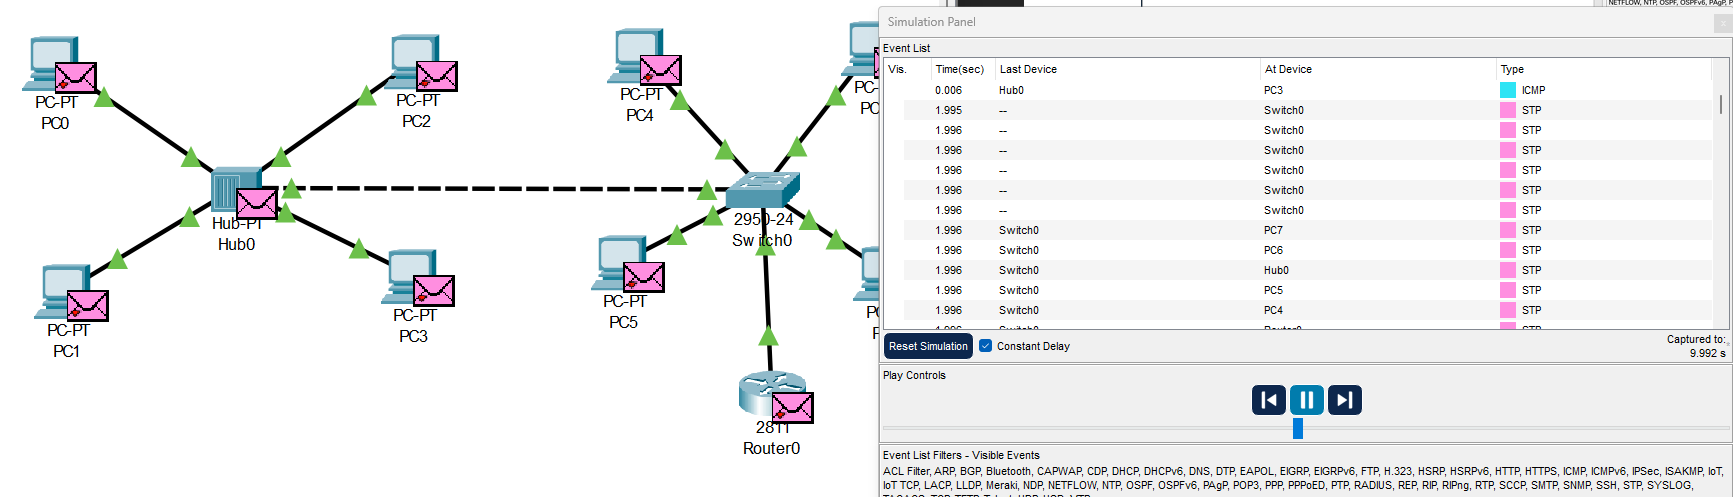 NETFLOW, NTP, OSPF, OSPFv6, PAgP, P
Simulation Panel
Event List
Vis. Time(sec) Last Device At Device Type
0.006 Hub0 PC3 ICMP
1.995 -- Switch0 STP
1.996 -- Switch0 STP
1.996 -- Switch0 STP
1.996 -- Switch0 STP
1.996 -- Switch0 STP
1.996 -- Switch0 STP
1.996 Switch0 PC7 STP
1.996 Switch0 PC6 STP
1.996 Switch0 Hub0 STP
1.996 Switch0 PC5 STP
1.996 Switch0 PC4 STP
1.996 Switch0 Router0 STP
Reset Simulation Constant Delay
Captured to:
9.992 s
Play Controls
Event List Filters - Visible Events
ACL Filter, ARP, BGP, Bluetooth, CAPWAP, CDP, DHCP, DHCPv6, DNS, DTP, EAPOL, EIGRP, EIGRPv6, FTP, H.323, HSRP, HSRPv6, HTTP, HTTPS, ICMP, ICMPv6, IPSec, ISAKMP, IoT,
IoT TCP, LACP, LLDP, Meraki, NDP, NETFLOW, NTP, OSPF, OSPFv6, PAgP, POP3, PPP, PPPoED, PTP, RADIUS, REP, RIP, RIPng, RTP, SCCP, SMTP, SNMP, SSH, STP, SYSLOG,
PC-PT
PC0
PC-PT
PC2
PC-PT
PC4
PC-
PC
Hub-PT
Hub0
2950-24
Switch0
PC-PT
PC1
PC-PT
PC3
PC-PT
PC5
2811
Router0